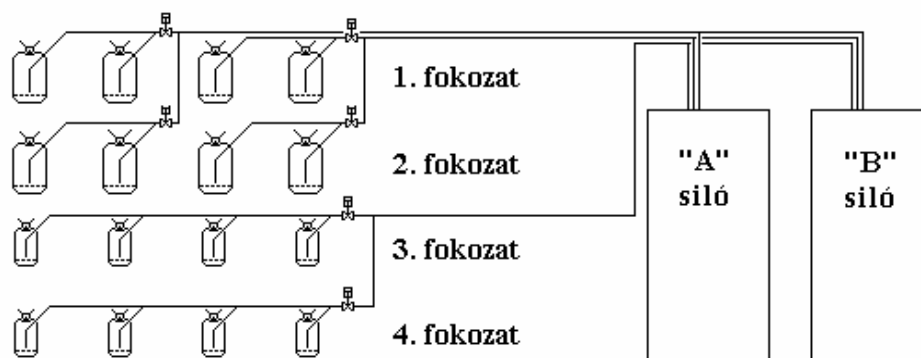 1. fokozat
2. fokozat
3. fokozat
4. fokozat
"A"
siló
"B"
siló